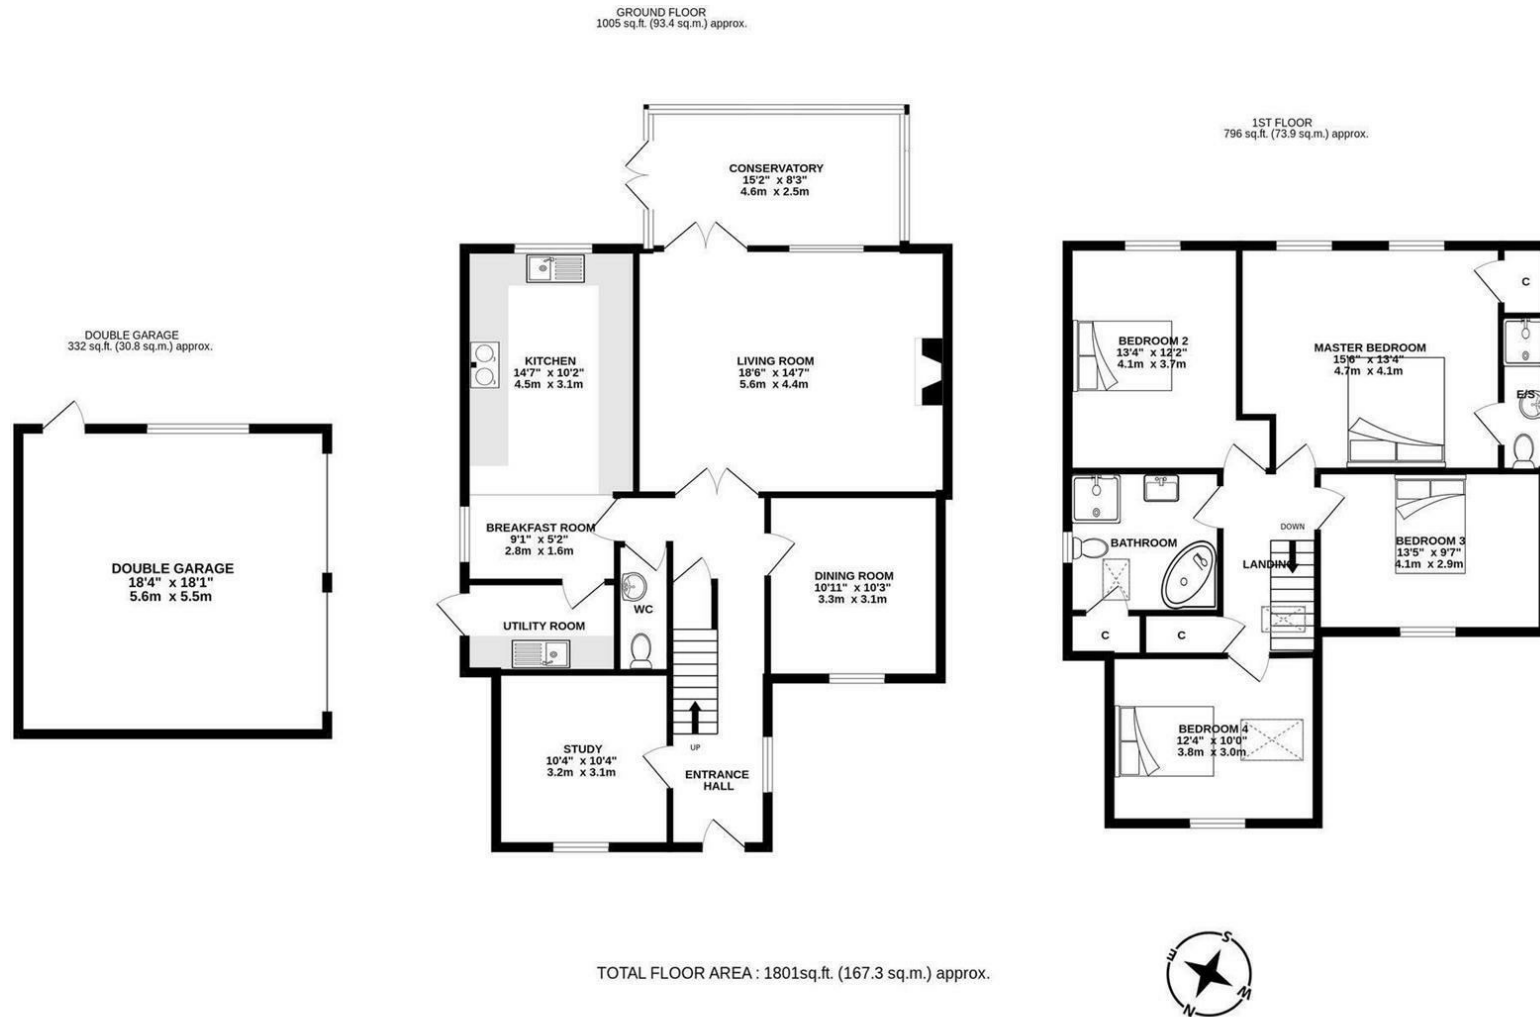 GROUND FLOOR
1005 sq.ft. (93.4 sq.m.) approx.
CONSERVATORY
15'2" x 8'3"
4.6m x 2.5m
KITCHEN
14'7" x 10'2"
4.5m x 3.1m
LIVING ROOM
18'6" x 14'7"
5.6m x 4.4m
BREAKFAST ROOM
9'1" x 5'2"
2.8m x 1.6m
DINING ROOM
10'11" x 10'3"
3.3m x 3.1m
WC
UTILITY ROOM
STUDY
10'4" x 10'4"
3.2m x 3.1m
UP
ENTRANCE
HALL
DOUBLE GARAGE
332 sq.ft. (30.8 sq.m.) approx.
DOUBLE GARAGE
18'4" x 18'1"
5.6m x 5.5m
1ST FLOOR
796 sq.ft. (73.9 sq.m.) approx.
C
BEDROOM 2
13'4" x 12'2"
4.1m x 3.7m
MASTER BEDROOM
15'6" x 13'4"
4.7m x 4.1m
E/S
BATHROOM
DOWN
LANDING
BEDROOM 3
13'5" x 9'7"
4.1m x 2.9m
C
C
BEDROOM 4
12'4" x 10'0"
3.8m x 3.0m
TOTAL FLOOR AREA : 1801sq.ft. (167.3 sq.m.) approx.
S
E
W
N